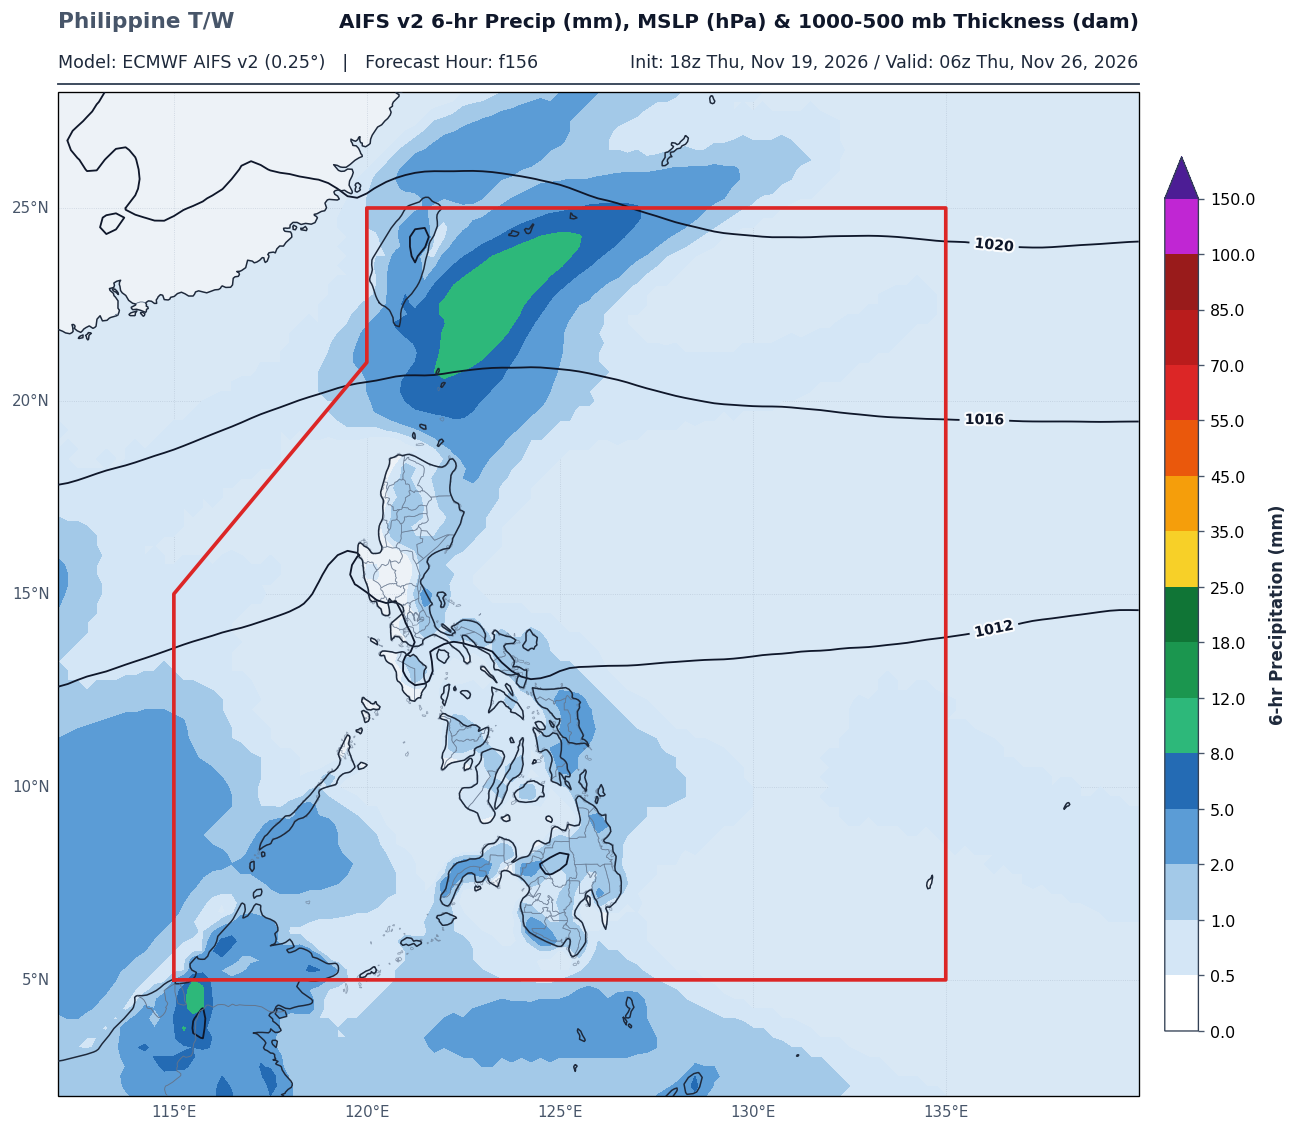 Philippine T/W
AIFS v2 6-hr Precip (mm), MSLP (hPa) & 1000-500 mb Thickness (dam)
Model: ECMWF AIFS v2 (0.25°) | Forecast Hour: f156
Init: 18z Thu, Nov 19, 2026 / Valid: 06z Thu, Nov 26, 2026
25°N
20°N
15°N
10°N
5°N
115°E
120°E
125°E
130°E
135°E
1020
1016
1012
150.0
100.0
85.0
70.0
55.0
45.0
35.0
25.0
18.0
12.0
8.0
5.0
2.0
1.0
0.5
0.0
6-hr Precipitation (mm)